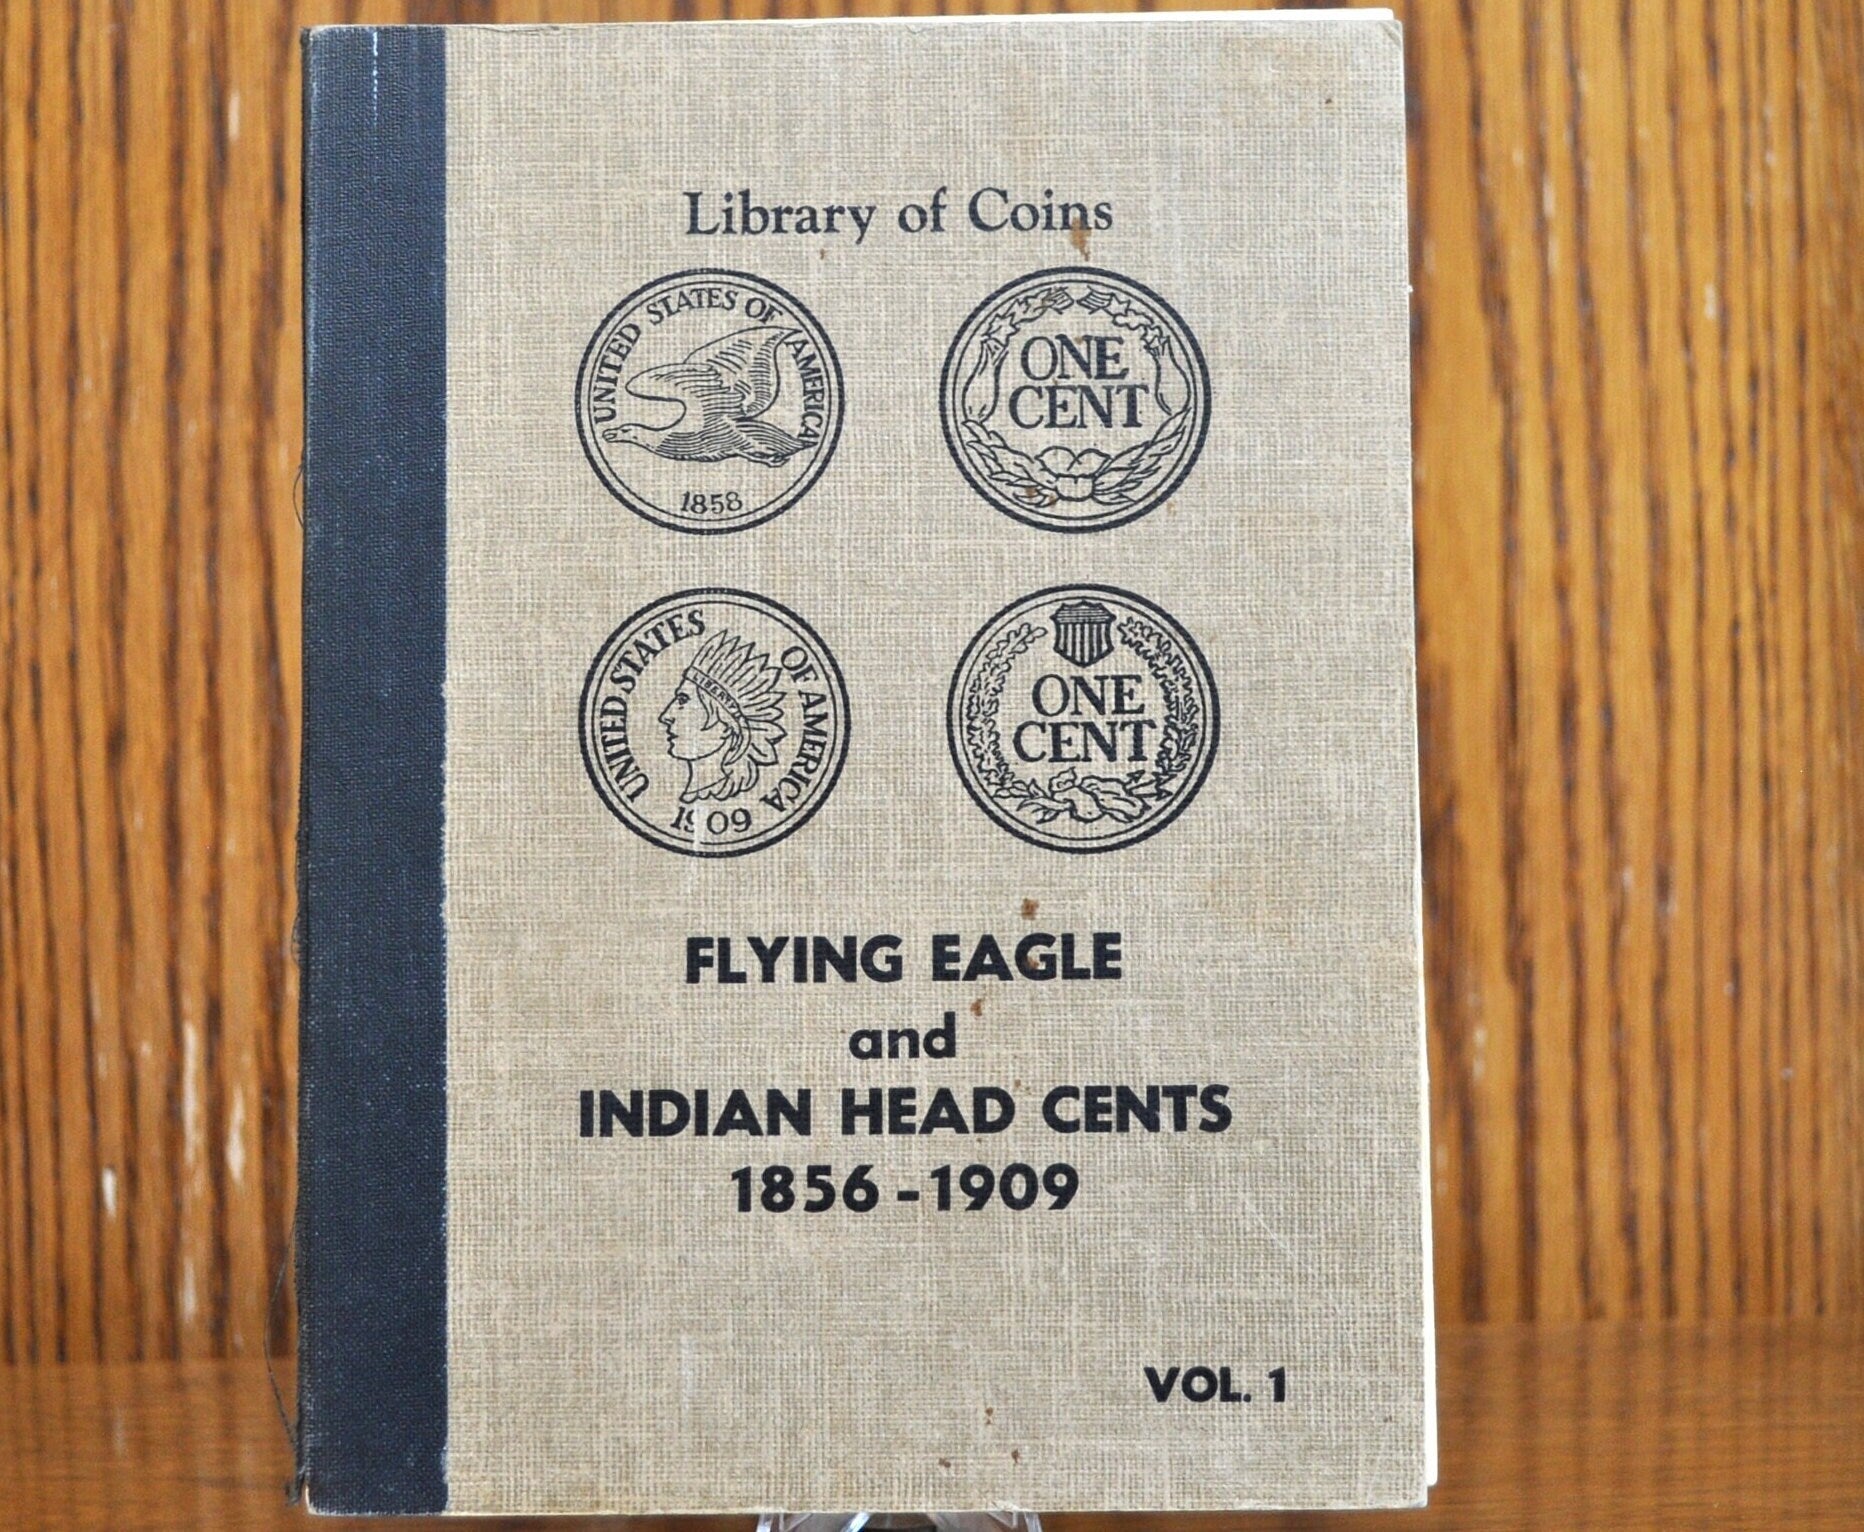 Library of Coins
UNITED STATES OF AMERICA
1858
ONE
CENT
UNITED STATES OF AMERICA
LIBERTY
1909
ONE
CENT
FLYING EAGLE
and
INDIAN HEAD CENTS
1856-1909
VOL. 1